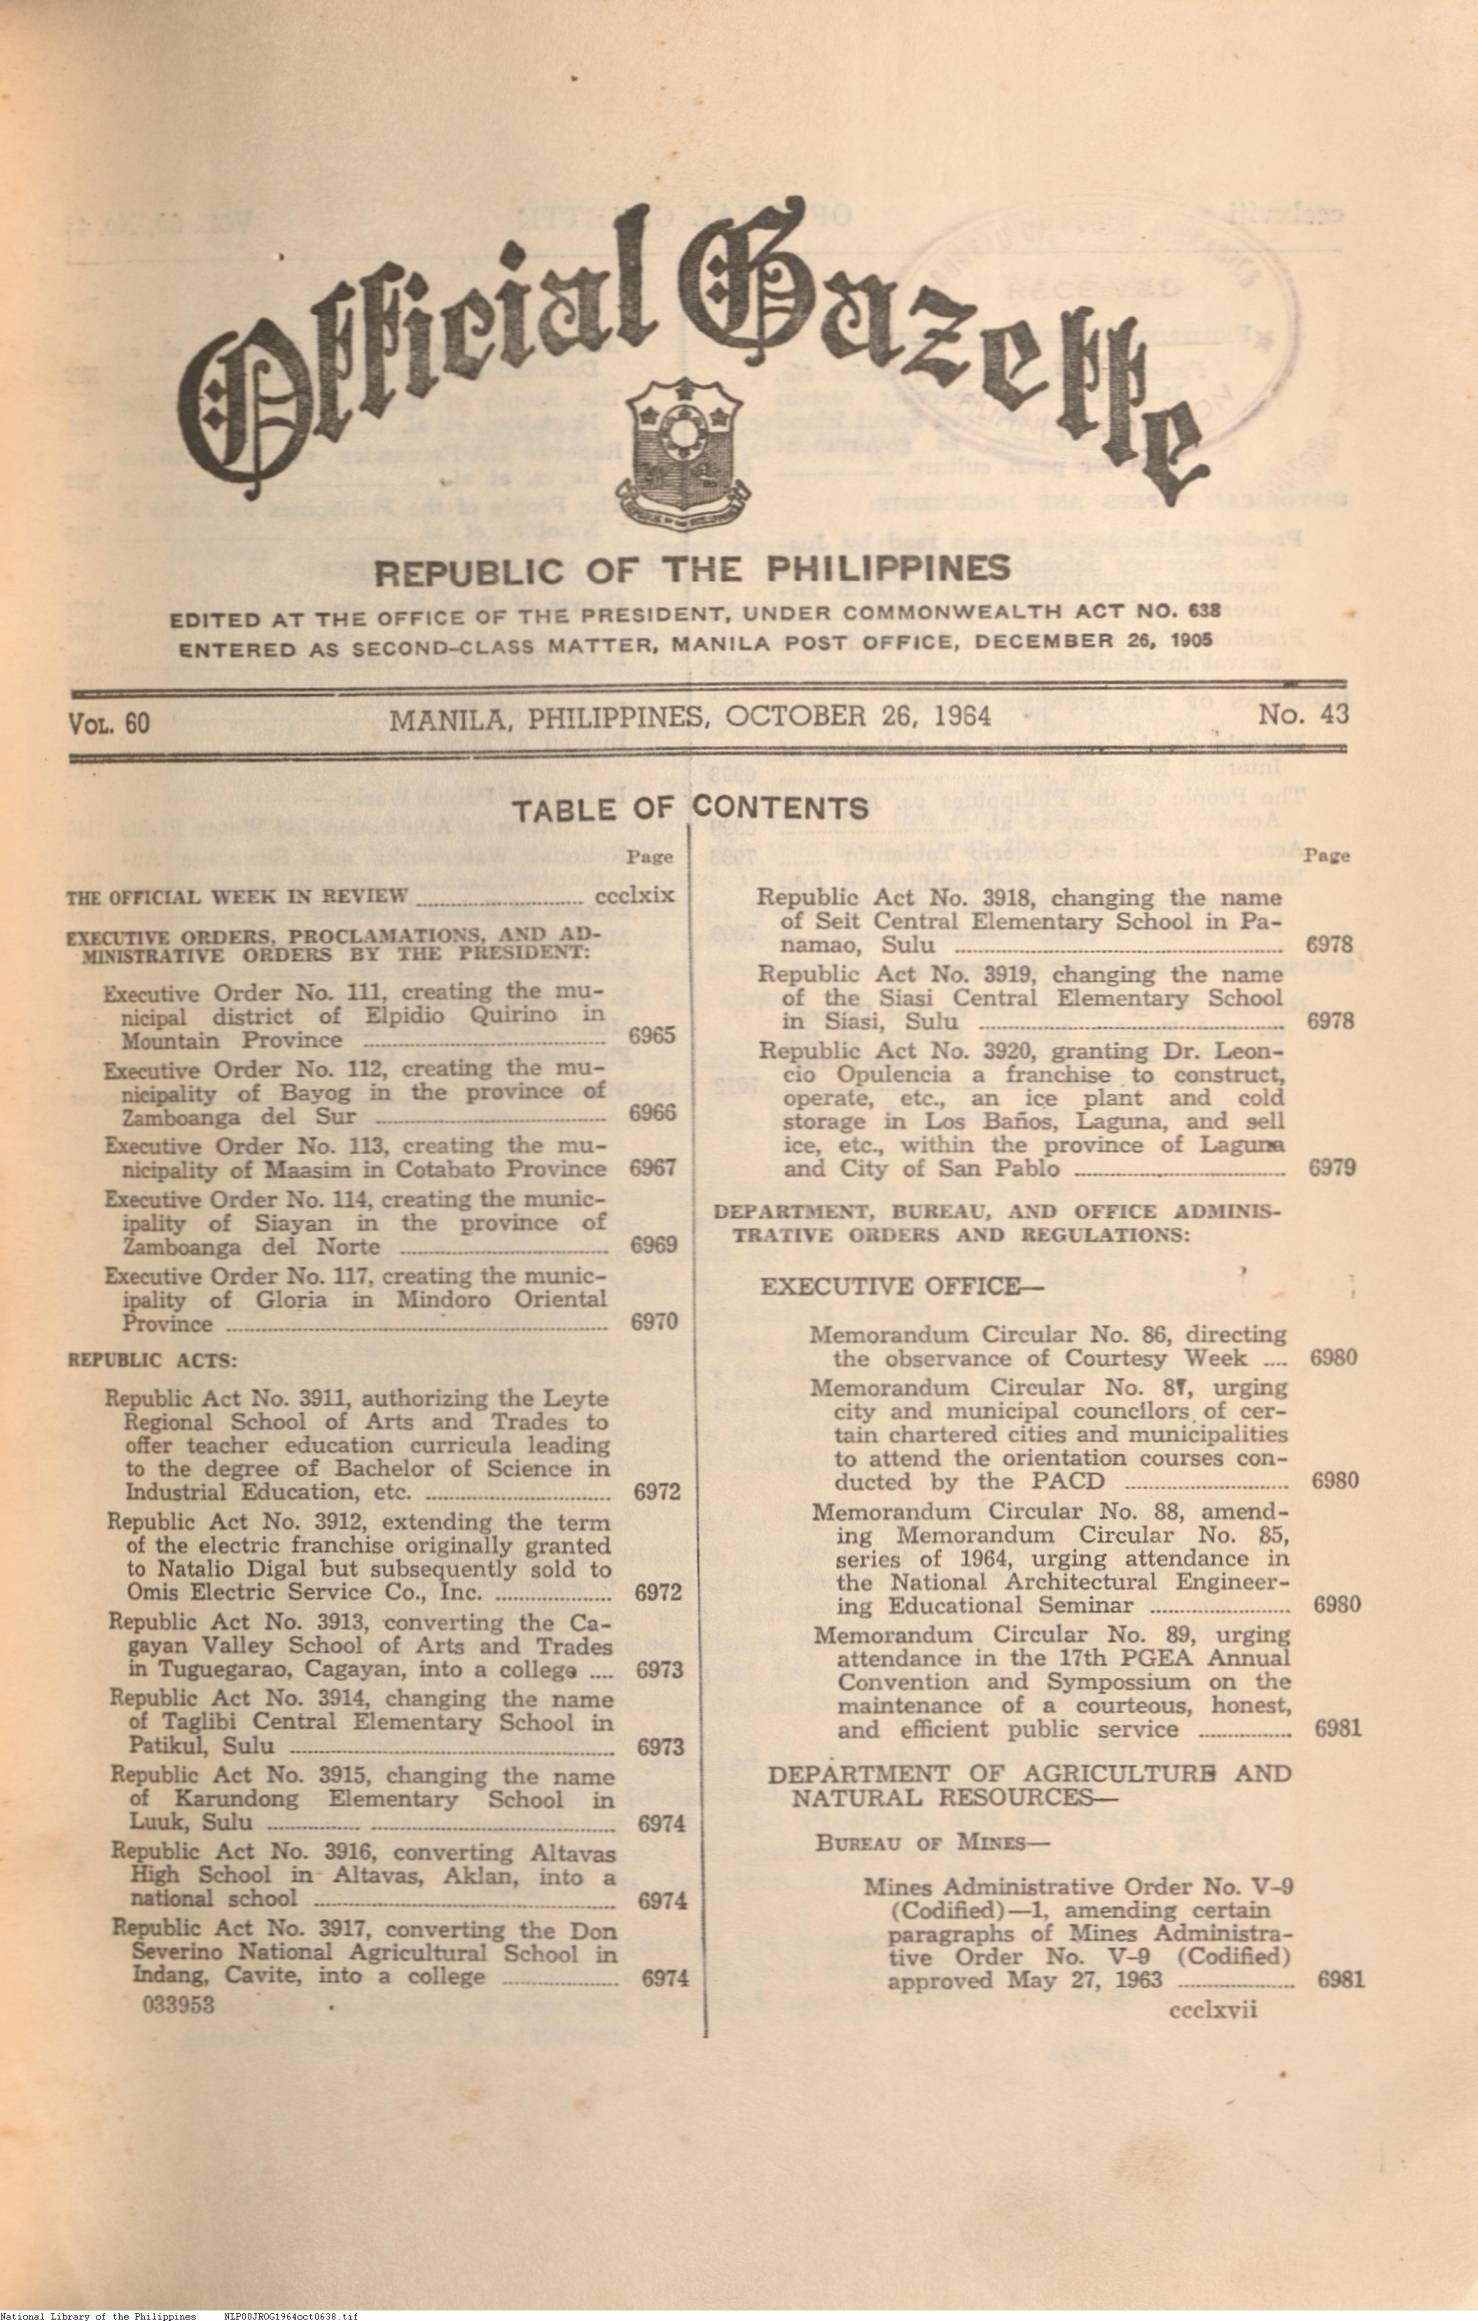 Official Gazette
REPUBLIC OF THE PHILIPPINES
EDITED AT THE OFFICE OF THE PRESIDENT, UNDER COMMONWEALTH ACT NO. 638
ENTERED AS SECOND-CLASS MATTER, MANILA POST OFFICE, DECEMBER 26, 1905
VOL. 60 MANILA, PHILIPPINES, OCTOBER 26, 1964 No. 43
TABLE OF CONTENTS
Page
THE OFFICIAL WEEK IN REVIEW ........ ccclxix
EXECUTIVE ORDERS, PROCLAMATIONS, AND AD-
MINISTRATIVE ORDERS BY THE PRESIDENT:
Executive Order No. 111, creating the mu-
nicipal district of Elpidio Quirino in
Mountain Province ........ 6965
Executive Order No. 112, creating the mu-
nicipality of Bayog in the province of
Zamboanga del Sur ........ 6966
Executive Order No. 113, creating the mu-
nicipality of Maasim in Cotabato Province 6967
Executive Order No. 114, creating the munic-
ipality of Siayan in the province of
Zamboanga del Norte ........ 6969
Executive Order No. 117, creating the munic-
ipality of Gloria in Mindoro Oriental
Province ........ 6970
REPUBLIC ACTS:
Republic Act No. 3911, authorizing the Leyte
Regional School of Arts and Trades to
offer teacher education curricula leading
to the degree of Bachelor of Science in
Industrial Education, etc. ........ 6972
Republic Act No. 3912, extending the term
of the electric franchise originally granted
to Natalio Digal but subsequently sold to
Omis Electric Service Co., Inc. ........ 6972
Republic Act No. 3913, converting the Ca-
gayan Valley School of Arts and Trades
in Tuguegarao, Cagayan, into a college .... 6973
Republic Act No. 3914, changing the name
of Taglibi Central Elementary School in
Patikul, Sulu ........ 6973
Republic Act No. 3915, changing the name
of Karundong Elementary School in
Luuk, Sulu ........ 6974
Republic Act No. 3916, converting Altavas
High School in Altavas, Aklan, into a
national school ........ 6974
Republic Act No. 3917, converting the Don
Severino National Agricultural School in
Indang, Cavite, into a college ........ 6974
033953
Page
Republic Act No. 3918, changing the name
of Seit Central Elementary School in Pa-
namao, Sulu ........ 6978
Republic Act No. 3919, changing the name
of the Siasi Central Elementary School
in Siasi, Sulu ........ 6978
Republic Act No. 3920, granting Dr. Leon-
cio Opulencia a franchise to construct,
operate, etc., an ice plant and cold
storage in Los Baños, Laguna, and sell
ice, etc., within the province of Laguna
and City of San Pablo ........ 6979
DEPARTMENT, BUREAU, AND OFFICE ADMINIS-
TRATIVE ORDERS AND REGULATIONS:
EXECUTIVE OFFICE—
Memorandum Circular No. 86, directing
the observance of Courtesy Week .... 6980
Memorandum Circular No. 87, urging
city and municipal councilors of cer-
tain chartered cities and municipalities
to attend the orientation courses con-
ducted by the PACD ........ 6980
Memorandum Circular No. 88, amend-
ing Memorandum Circular No. 85,
series of 1964, urging attendance in
the National Architectural Engineer-
ing Educational Seminar ........ 6980
Memorandum Circular No. 89, urging
attendance in the 17th PGEA Annual
Convention and Sympossium on the
maintenance of a courteous, honest,
and efficient public service ........ 6981
DEPARTMENT OF AGRICULTURE AND
NATURAL RESOURCES—
BUREAU OF MINES—
Mines Administrative Order No. V-9
(Codified)—1, amending certain
paragraphs of Mines Administra-
tive Order No. V-9 (Codified)
approved May 27, 1963 ........ 6981
ccclxvii
National Library of the Philippines NLP00JROG1964oct0638.tif